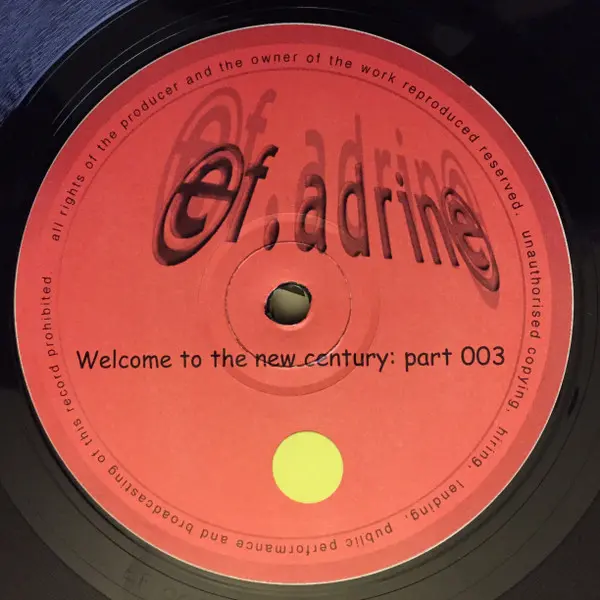 ef.adrine
Welcome to the new century: part 003
all rights of the producer and the owner of the work reproduced reserved. unauthorised copying, hiring, lending, public performance and broadcasting of this record prohibited